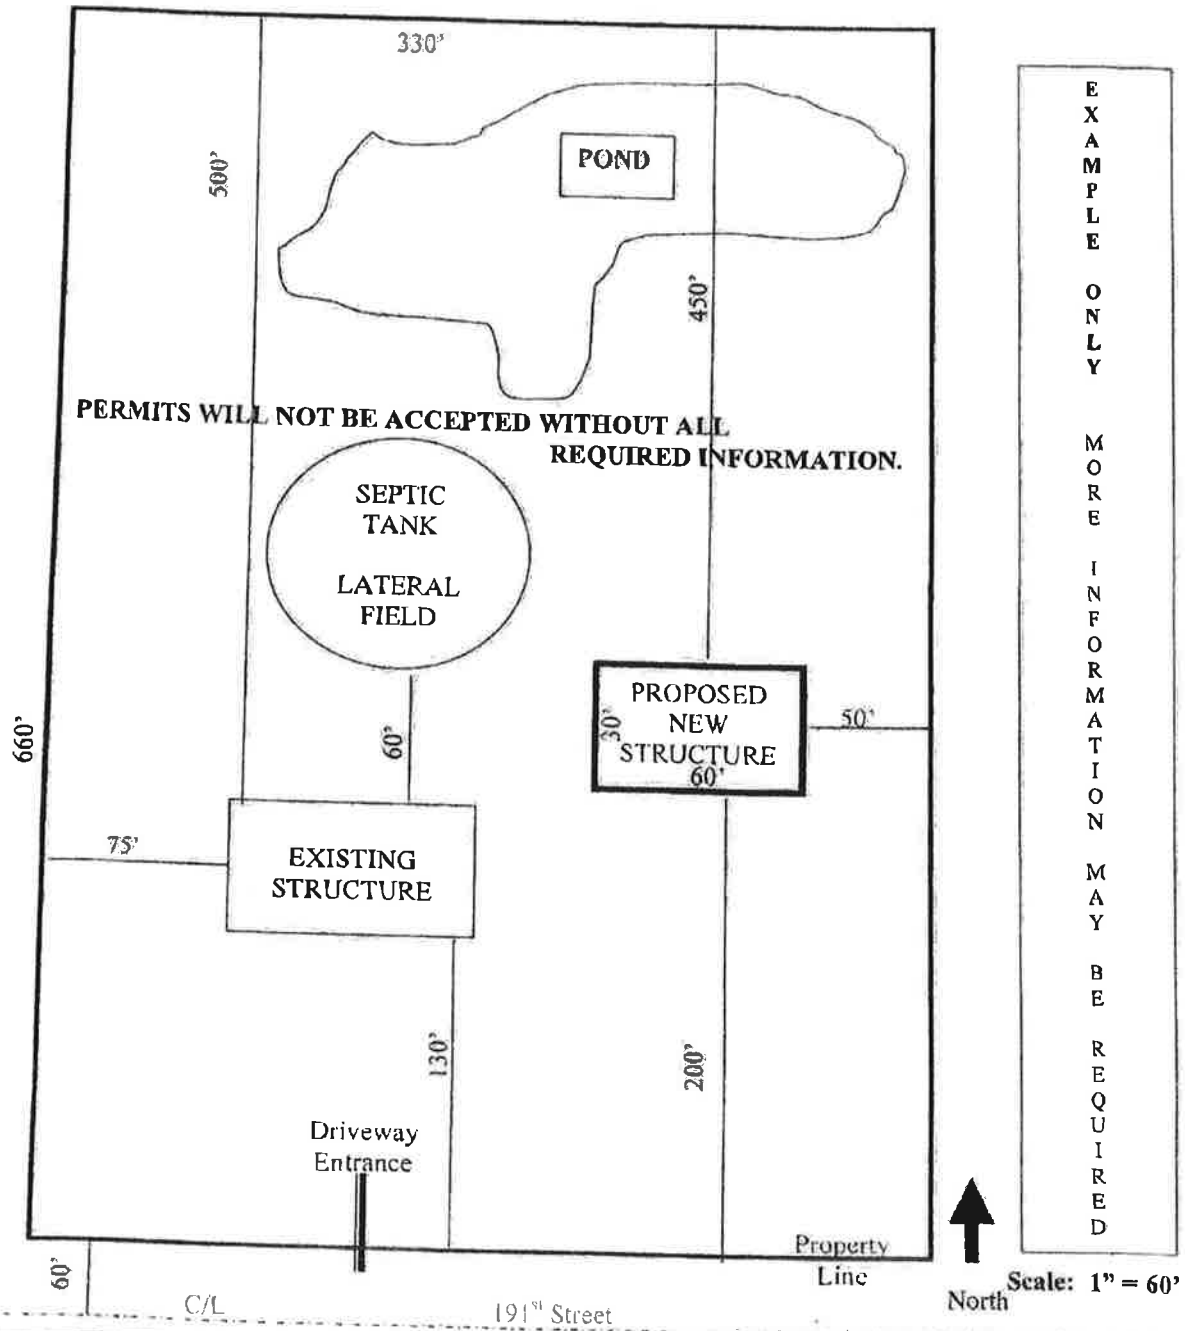 330'
500'
POND
450'
PERMITS WILL NOT BE ACCEPTED WITHOUT ALL
REQUIRED INFORMATION.
SEPTIC
TANK
LATERAL
FIELD
660'
60'
PROPOSED
NEW
STRUCTURE
30'
60'
50'
75'
EXISTING
STRUCTURE
130'
200'
Driveway
Entrance
Property
Line
60'
C/L
191st Street
North
Scale: 1" = 60'
EXAMPLE ONLY MORE INFORMATION MAY BE REQUIRED